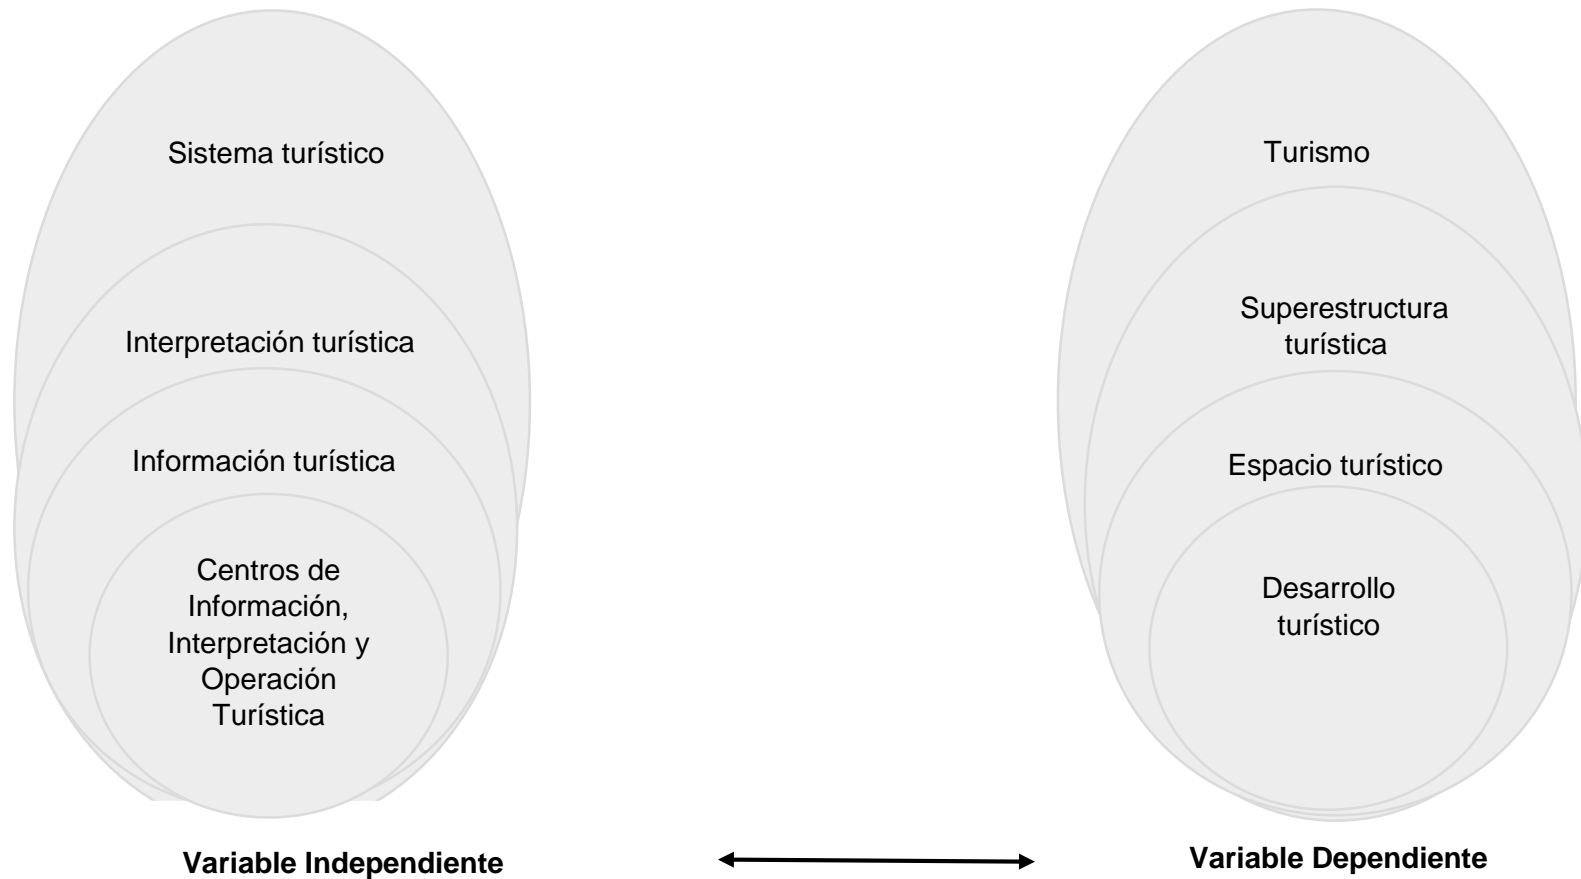 Sistema turístico
Interpretación turística
Información turística
Centros de
Información,
Interpretación y
Operación
Turística
Variable Independiente
Turismo
Superestructura
turística
Espacio turístico
Desarrollo
turístico
Variable Dependiente